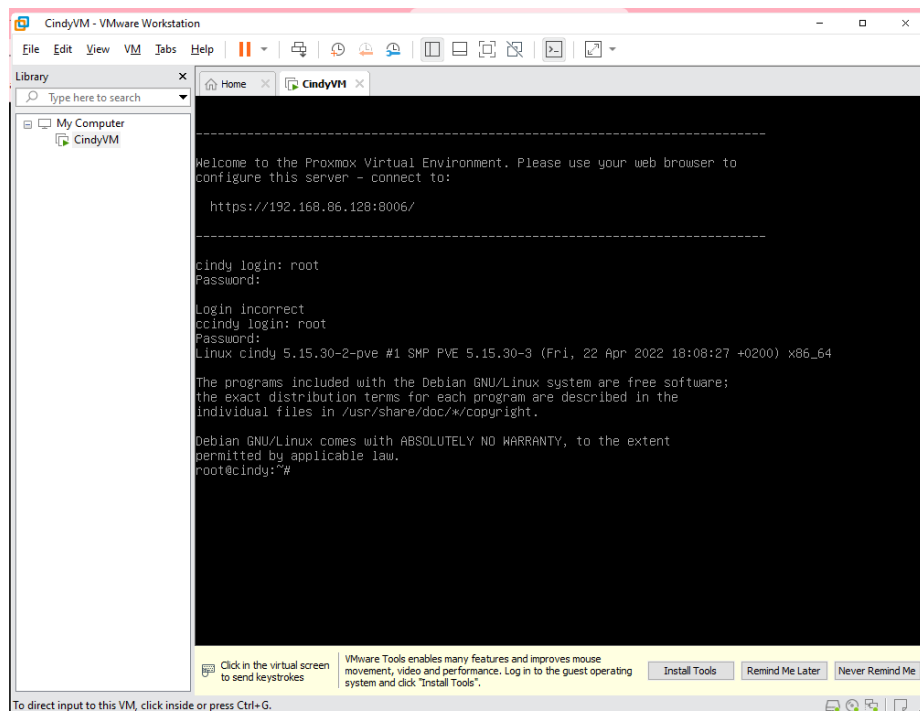 CindyVM - VMware Workstation
File Edit View VM Tabs Help
Library
Type here to search
My Computer
CindyVM
Home
CindyVM
-------------------------------------------------------------------------------
Welcome to the Proxmox Virtual Environment. Please use your web browser to
configure this server - connect to:
https://192.168.86.128:8006/
-------------------------------------------------------------------------------
cindy login: root
Password:
Login incorrect
ccindy login: root
Password:
Linux cindy 5.15.30-2-pve #1 SMP PVE 5.15.30-3 (Fri, 22 Apr 2022 18:08:27 +0200) x86_64
The programs included with the Debian GNU/Linux system are free software;
the exact distribution terms for each program are described in the
individual files in /usr/share/doc/*/copyright.
Debian GNU/Linux comes with ABSOLUTELY NO WARRANTY, to the extent
permitted by applicable law.
root@cindy:~#
Click in the virtual screen
to send keystrokes
VMware Tools enables many features and improves mouse
movement, video and performance. Log in to the guest operating
system and click "Install Tools".
Install Tools
Remind Me Later
Never Remind Me
To direct input to this VM, click inside or press Ctrl+G.